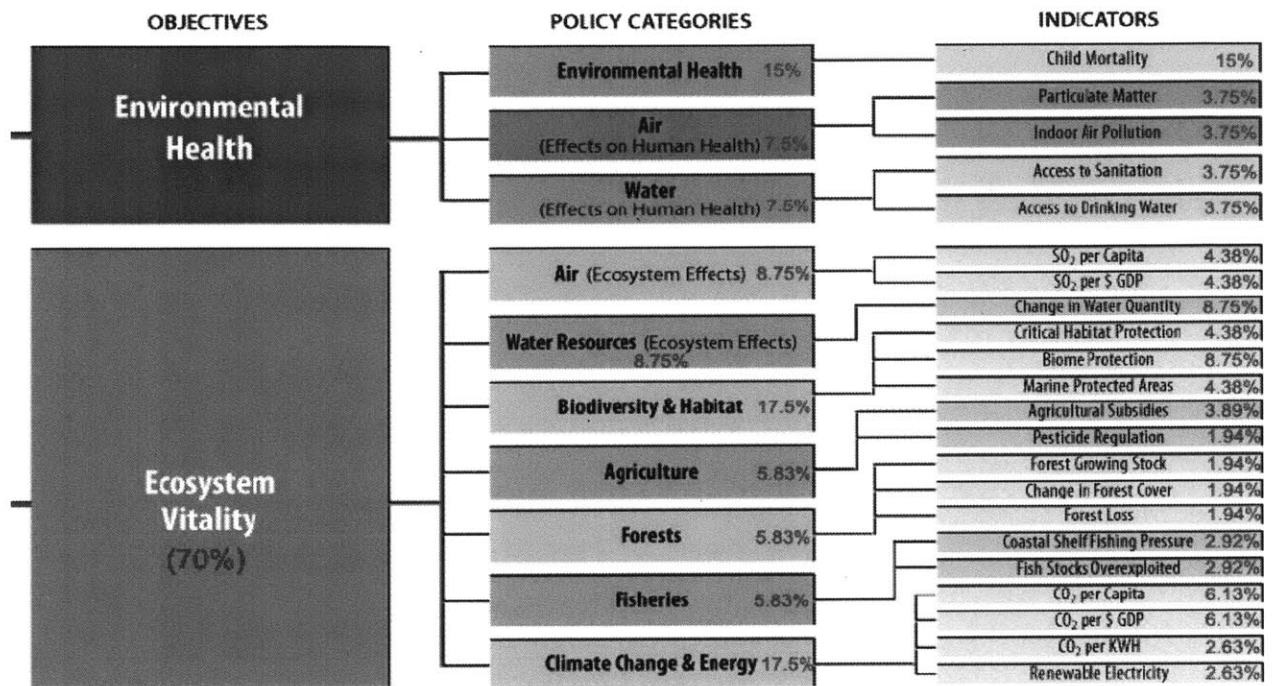 OBJECTIVES
POLICY CATEGORIES
INDICATORS
Environmental
Health
Environmental Health 15%
Air
(Effects on Human Health) 7.5%
Water
(Effects on Human Health) 7.5%
Child Mortality 15%
Particulate Matter 3.75%
Indoor Air Pollution 3.75%
Access to Sanitation 3.75%
Access to Drinking Water 3.75%
Ecosystem
Vitality
(70%)
Air (Ecosystem Effects) 8.75%
Water Resources (Ecosystem Effects)
8.75%
Biodiversity & Habitat 17.5%
Agriculture 5.83%
Forests 5.83%
Fisheries 5.83%
Climate Change & Energy 17.5%
SO₂ per Capita 4.38%
SO₂ per $ GDP 4.38%
Change in Water Quantity 8.75%
Critical Habitat Protection 4.38%
Biome Protection 8.75%
Marine Protected Areas 4.38%
Agricultural Subsidies 3.89%
Pesticide Regulation 1.94%
Forest Growing Stock 1.94%
Change in Forest Cover 1.94%
Forest Loss 1.94%
Coastal Shelf Fishing Pressure 2.92%
Fish Stocks Overexploited 2.92%
CO₂ per Capita 6.13%
CO₂ per $ GDP 6.13%
CO₂ per KWH 2.63%
Renewable Electricity 2.63%